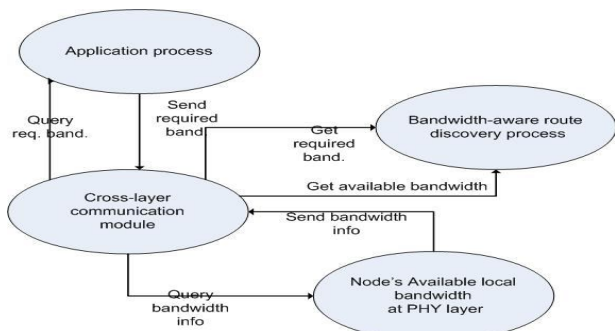 Application process
Query
req. band.
Send
required
band
Get
required
band.
Bandwidth-aware route
discovery process
Get available bandwidth
Cross-layer
communication
module
Send bandwidth
info
Query
bandwidth
info
Node's Available local
bandwidth
at PHY layer